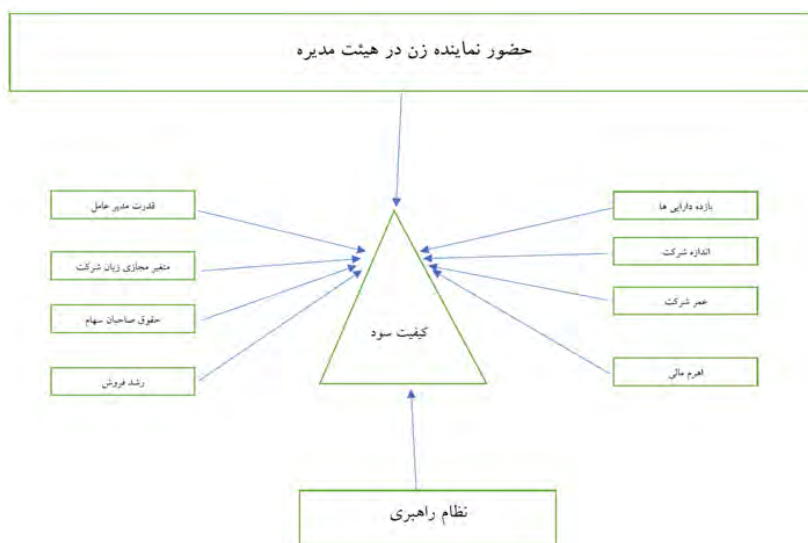 حضور نماینده زن در هیئت مدیره
بازده دارایی ها
قدرت مدیر عامل
اندازه شرکت
متغیر مجازی زیان شرکت
عمر شرکت
حقوق صاحبان سهام
کیفیت سود
اهرم مالی
رشد فروش
نظام راهبری